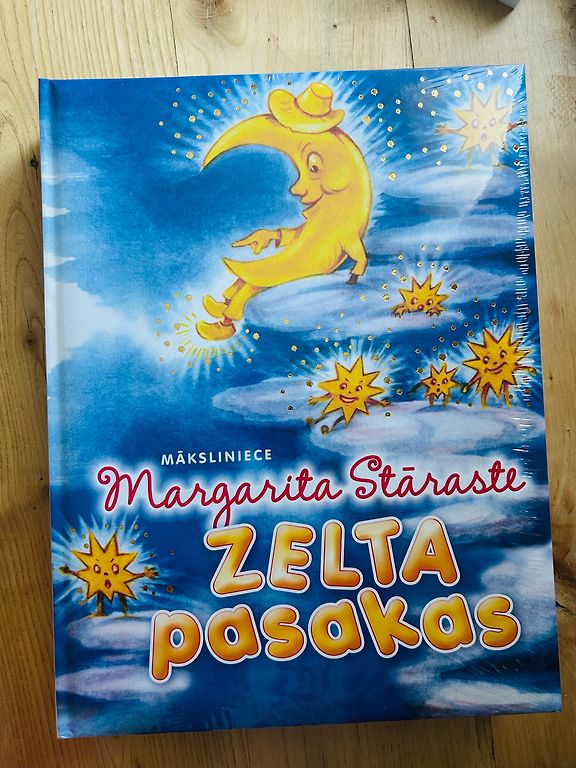 MĀKSLINIECE
Margarita Stāraste
ZELTA
pasakas